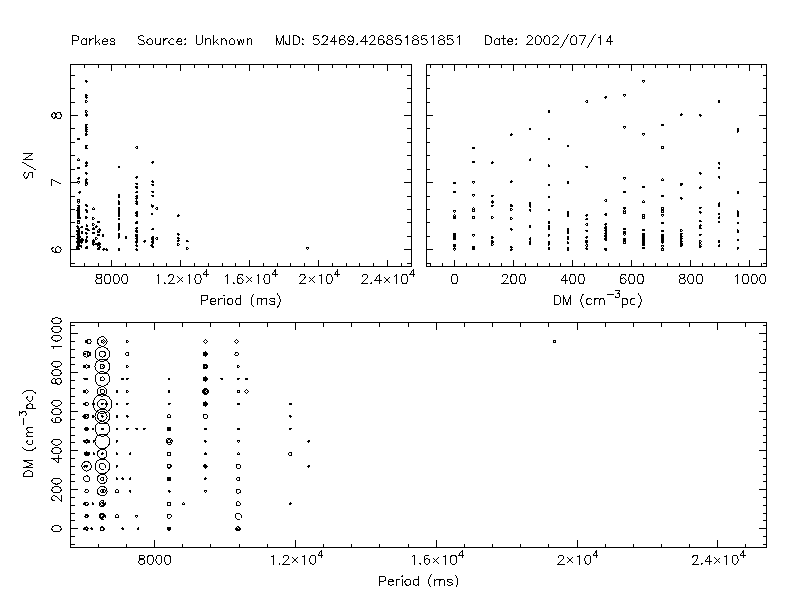 Parkes Source: Unknown MJD: 52469.426851851851 Date: 2002/07/14
S/N
8
7
6
8000 1.2×10⁴ 1.6×10⁴ 2×10⁴ 2.4×10⁴
Period (ms)
0 200 400 600 800 1000
DM (cm⁻³pc)
DM (cm⁻³pc)
1000
800
600
400
200
0
8000 1.2×10⁴ 1.6×10⁴ 2×10⁴ 2.4×10⁴
Period (ms)